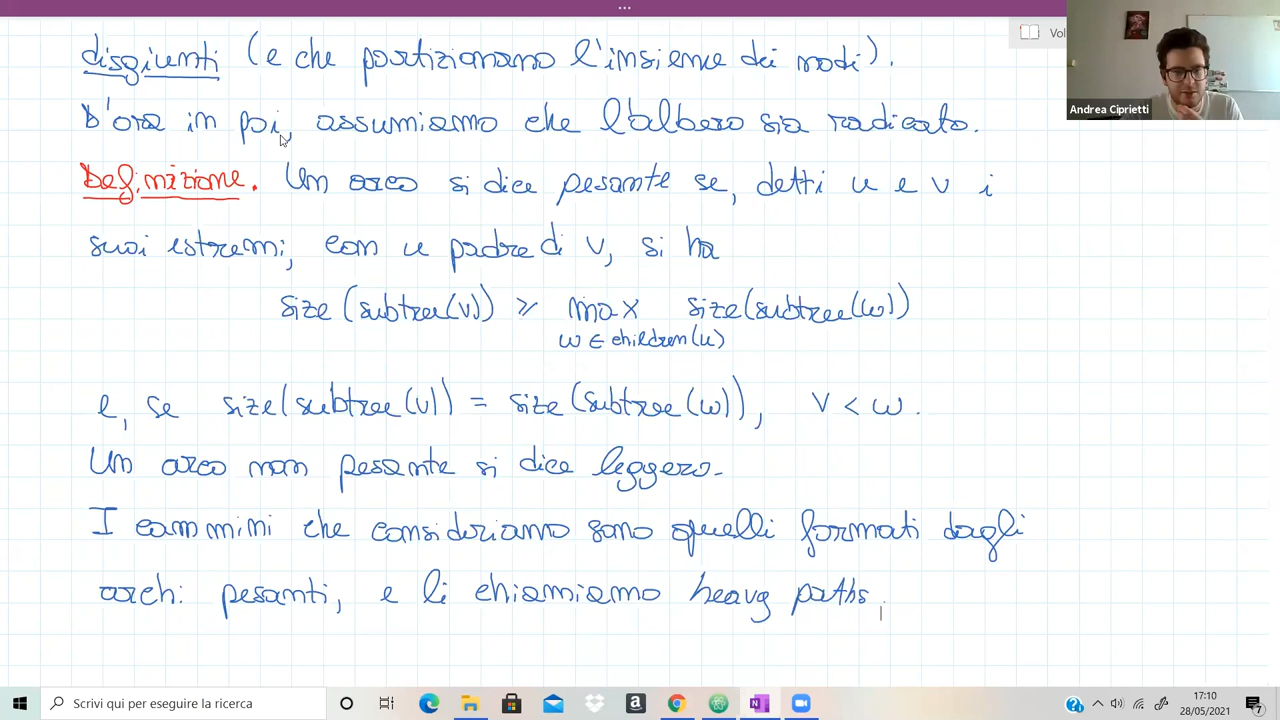 Vol
disgiunti (e che partizionano l'insieme dei nodi).
Andrea Ciprietti
D'ora in poi, assumiamo che l'albero sia radicato.
Definizione. Un arco si dice pesante se, detti u e v i
suoi estremi, con u padre di v, si ha
size (subtree(v)) ≥ max size(subtree(w))
w ∈ children(u)
e, se size(subtree(v)) = size(subtree(w)), v < w.
Un arco non pesante si dice leggero.
I cammini che consideriamo sono quelli formati dagli
archi pesanti, e li chiamiamo heavy paths,
Scrivi qui per eseguire la ricerca
17:10
28/05/2021
7